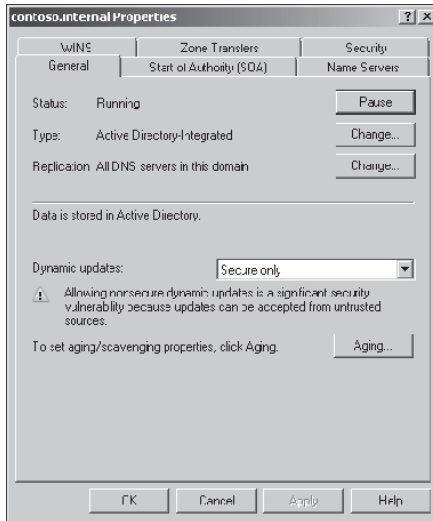 contoso.internal Properties
? X
WINS Zone Transfers Security
General Start of Authority (SOA) Name Servers
Status: Running Pause
Type: Active Directory-Integrated Change...
Replication: All DNS servers in this domain Change...
Data is stored in Active Directory.
Dynamic updates: Secure only
Allowing nonsecure dynamic updates is a significant security
vulnerability because updates can be accepted from untrusted
sources.
To set aging/scavenging properties, click Aging. Aging...
OK Cancel Apply Help